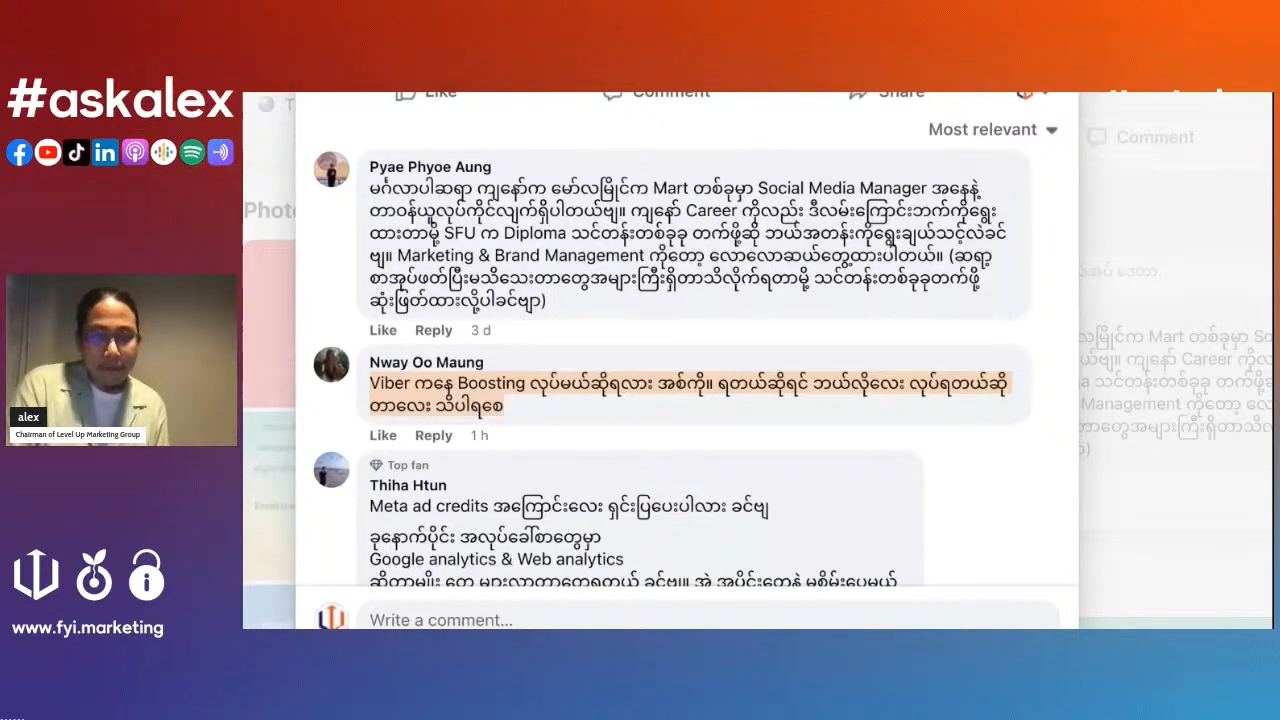 #askalex
alex
Chairman of Level Up Marketing Group
www.fyi.marketing
Like
Comment
Share
Most relevant
Pyae Phyoe Aung
မင်္ဂလာပါဆရာ ကျနော်က မော်လမြိုင်က Mart တစ်ခုမှာ Social Media Manager အနေနဲ့
တာဝန်ယူလုပ်ကိုင်လျက်ရှိပါတယ်ဗျ။ ကျနော် Career ကိုလည်း ဒီလမ်းကြောင်းဘက်ကိုရွေး
ထားတာမို့ SFU က Diploma သင်တန်းတစ်ခုခု တက်ဖို့ဆို ဘယ်အတန်းကိုရွေးချယ်သင့်လဲခင်
ဗျ။ Marketing & Brand Management ကိုတော့ လောလောဆယ်တွေ့ထားပါတယ်။ (ဆရာ့
စာအုပ်ဖတ်ပြီးမသိသေးတာတွေအများကြီးရှိတာသိလိုက်ရတာမို့ သင်တန်းတစ်ခုခုတက်ဖို့
ဆုံးဖြတ်ထားလို့ပါခင်ဗျာ)
Like Reply 3 d
Nway Oo Maung
Viber ကနေ Boosting လုပ်မယ်ဆိုရလား အစ်ကို။ ရတယ်ဆိုရင် ဘယ်လိုလေး လုပ်ရတယ်ဆို
တာလေး သိပါရစေ
Like Reply 1 h
Top fan
Thiha Htun
Meta ad credits အကြောင်းလေး ရှင်းပြပေးပါလား ခင်ဗျ
ခုနောက်ပိုင်း အလုပ်ခေါ်စာတွေမှာ
Google analytics & Web analytics
Write a comment...
Comment